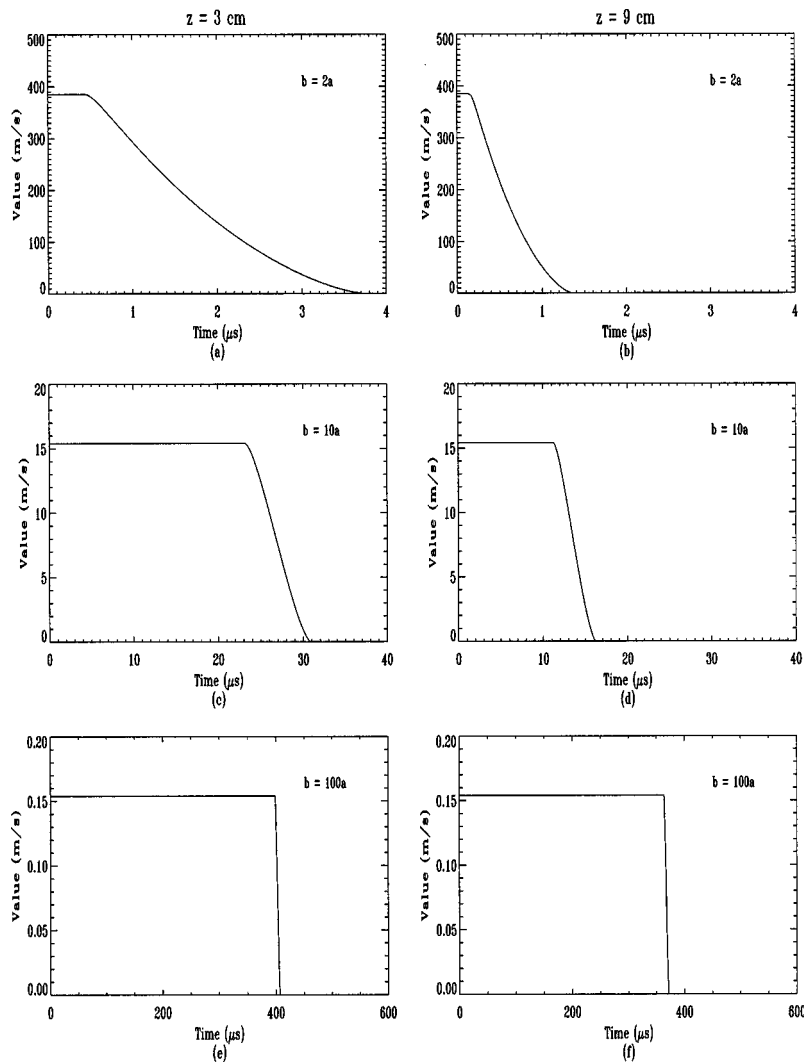 z = 3 cm
z = 9 cm
500
400
300
200
100
0
Value (m/s)
b = 2a
0 1 2 3 4
Time (μs)
(a)
500
400
300
200
100
0
Value (m/s)
b = 2a
0 1 2 3 4
Time (μs)
(b)
20
15
10
5
0
Value (m/s)
b = 10a
0 10 20 30 40
Time (μs)
(c)
20
15
10
5
0
Value (m/s)
b = 10a
0 10 20 30 40
Time (μs)
(d)
0.20
0.15
0.10
0.05
0.00
Value (m/s)
b = 100a
0 200 400 600
Time (μs)
(e)
0.20
0.15
0.10
0.05
0.00
Value (m/s)
b = 100a
0 200 400 600
Time (μs)
(f)